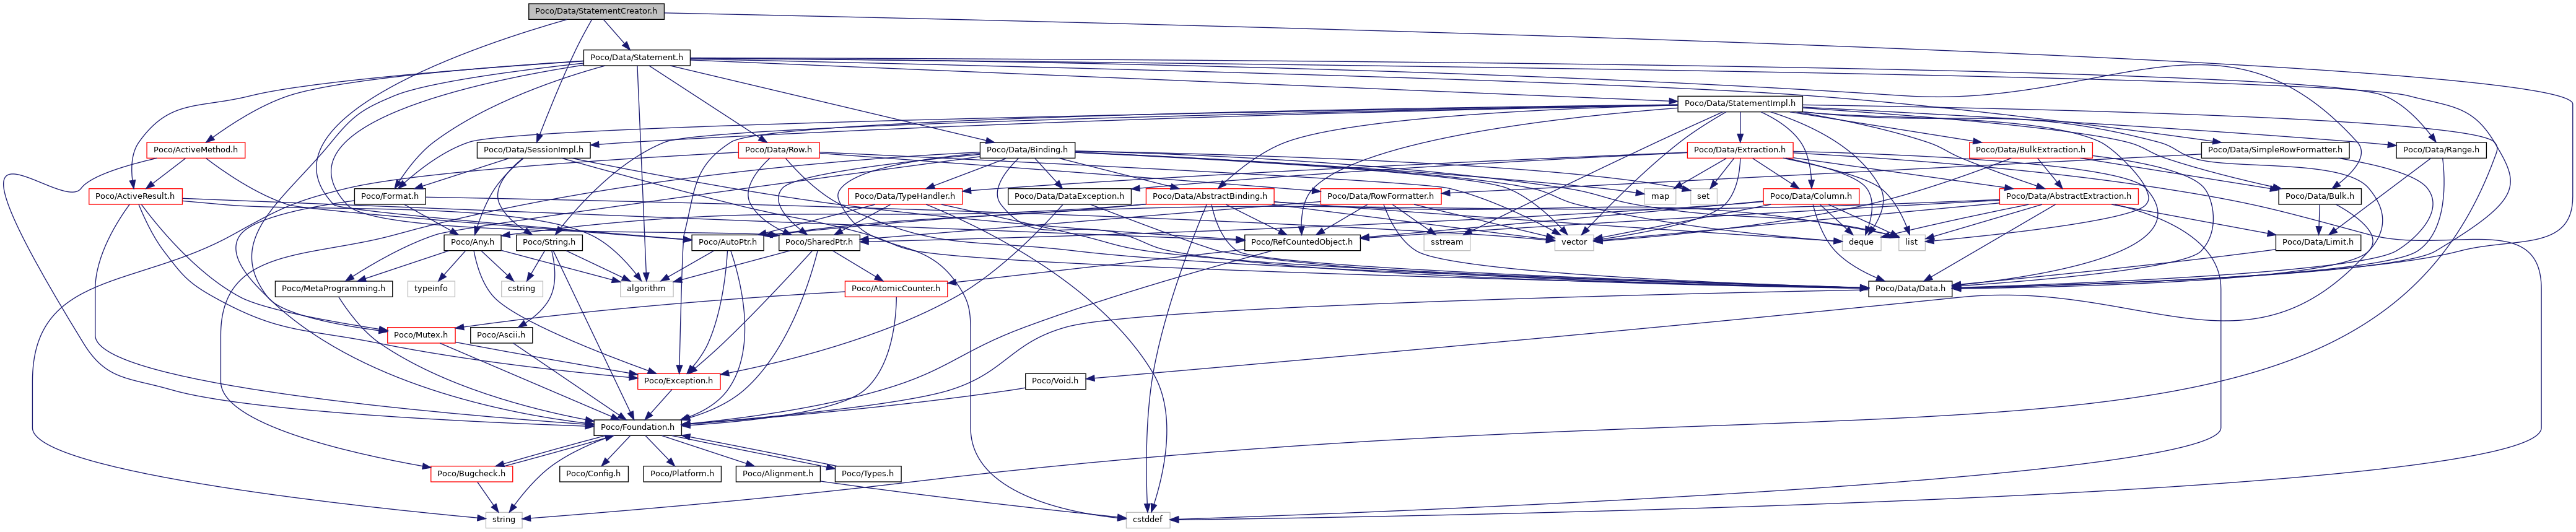 Poco/Data/StatementCreator.h
Poco/Data/Statement.h
Poco/Data/StatementImpl.h
Poco/ActiveMethod.h
Poco/Data/SessionImpl.h
Poco/Data/Row.h
Poco/Data/Binding.h
Poco/Data/Extraction.h
Poco/Data/BulkExtraction.h
Poco/Data/SimpleRowFormatter.h
Poco/Data/Range.h
Poco/ActiveResult.h
Poco/Format.h
Poco/Data/TypeHandler.h
Poco/Data/DataException.h
Poco/Data/AbstractBinding.h
Poco/Data/RowFormatter.h
map
set
Poco/Data/Column.h
Poco/Data/AbstractExtraction.h
Poco/Data/Bulk.h
Poco/Any.h
Poco/String.h
Poco/AutoPtr.h
Poco/SharedPtr.h
Poco/RefCountedObject.h
sstream
vector
deque
list
Poco/Data/Limit.h
Poco/MetaProgramming.h
typeinfo
cstring
algorithm
Poco/AtomicCounter.h
Poco/Data/Data.h
Poco/Mutex.h
Poco/Ascii.h
Poco/Exception.h
Poco/Void.h
Poco/Foundation.h
Poco/Bugcheck.h
Poco/Config.h
Poco/Platform.h
Poco/Alignment.h
Poco/Types.h
string
cstddef